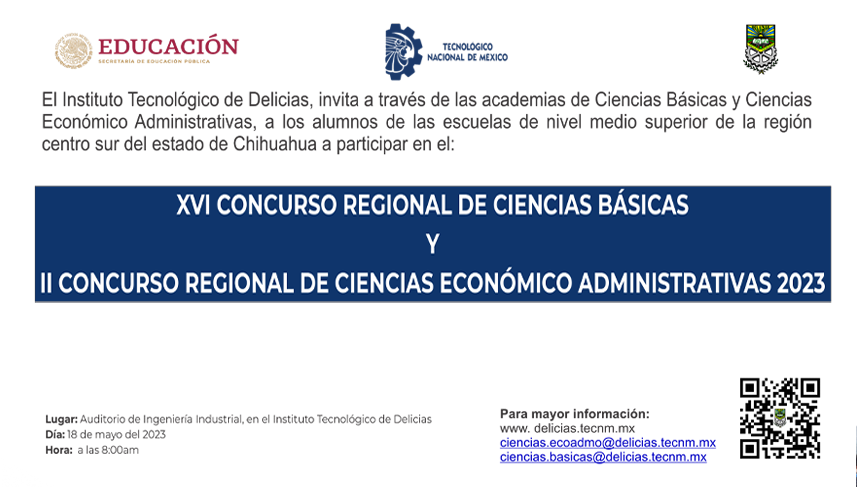 EDUCACIÓN
SECRETARÍA DE EDUCACIÓN PÚBLICA
TECNOLÓGICO
NACIONAL DE MÉXICO
El Instituto Tecnológico de Delicias, invita a través de las academias de Ciencias Básicas y Ciencias
Económico Administrativas, a los alumnos de las escuelas de nivel medio superior de la región
centro sur del estado de Chihuahua a participar en el:
XVI CONCURSO REGIONAL DE CIENCIAS BÁSICAS
Y
II CONCURSO REGIONAL DE CIENCIAS ECONÓMICO ADMINISTRATIVAS 2023
Lugar: Auditorio de Ingeniería Industrial, en el Instituto Tecnológico de Delicias
Día: 18 de mayo del 2023
Hora: a las 8:00am
Para mayor información:
www. delicias.tecnm.mx
ciencias.ecoadmo@delicias.tecnm.mx
ciencias.basicas@delicias.tecnm.mx